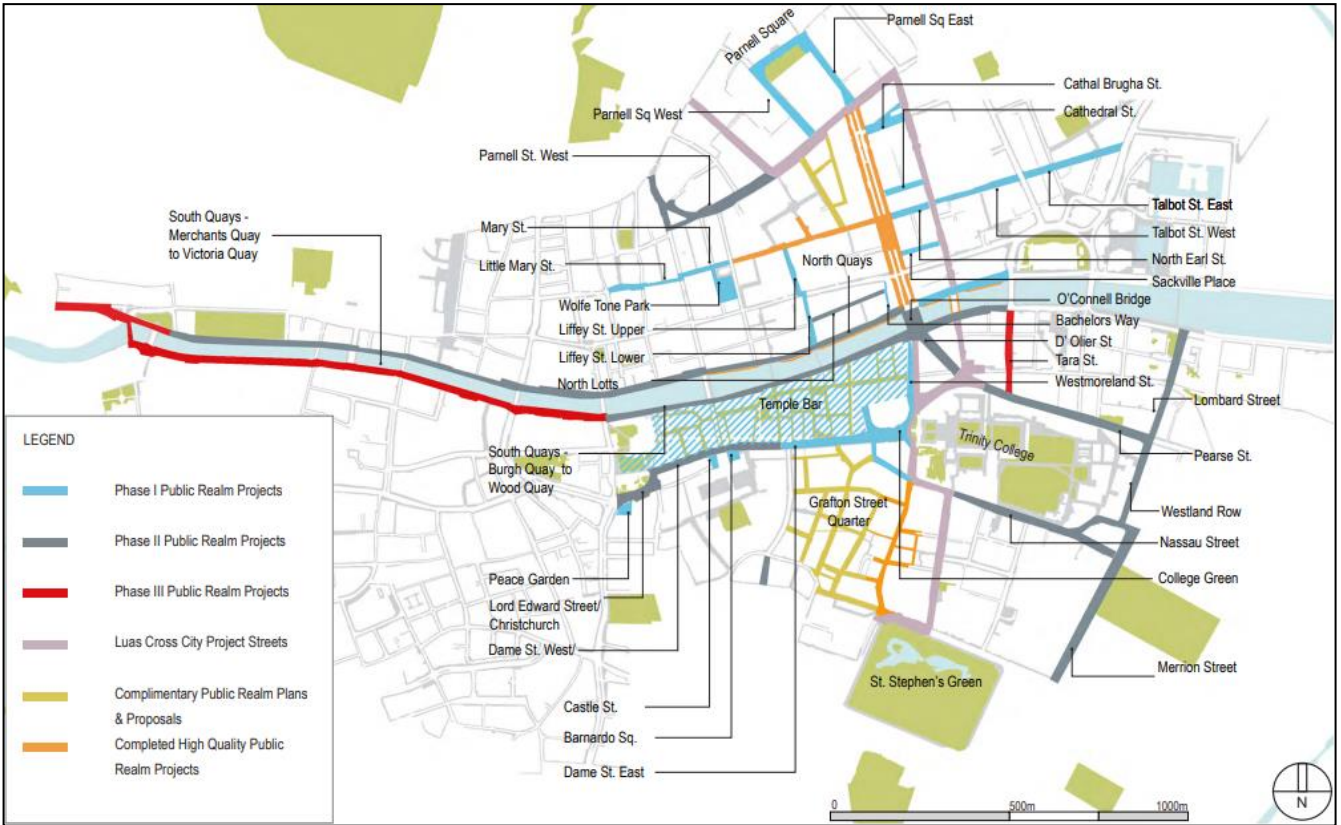 Parnell Square
Parnell Sq East
Cathal Brugha St.
Parnell Sq West
Cathedral St.
Parnell St. West
South Quays -
Merchants Quay
to Victoria Quay
Mary St.
Little Mary St.
North Quays
Talbot St. East
Talbot St. West
North Earl St.
Sackville Place
Wolfe Tone Park
O'Connell Bridge
Liffey St. Upper
Bachelors Way
D' Olier St
Liffey St. Lower
Tara St.
North Lotts
Westmoreland St.
Lombard Street
Temple Bar
Trinity College
South Quays -
Burgh Quay to
Wood Quay
Pearse St.
Grafton Street
Quarter
Westland Row
Nassau Street
Peace Garden
College Green
Lord Edward Street/
Christchurch
Dame St. West/
Merrion Street
St. Stephen's Green
Castle St.
Barnardo Sq.
Dame St. East
LEGEND
Phase I Public Realm Projects
Phase II Public Realm Projects
Phase III Public Realm Projects
Luas Cross City Project Streets
Complimentary Public Realm Plans
& Proposals
Completed High Quality Public
Realm Projects
0 500m 1000m
N